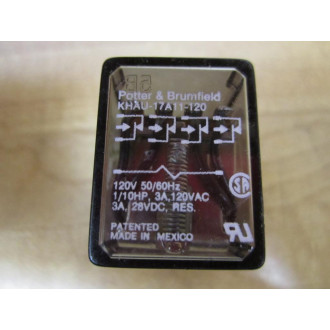 Potter & Brumfield
KHAU-17A11-120
120V 50/60Hz
1/10HP, 3A,120VAC
3A, 28VDC, RES.
PATENTED
MADE IN MEXICO